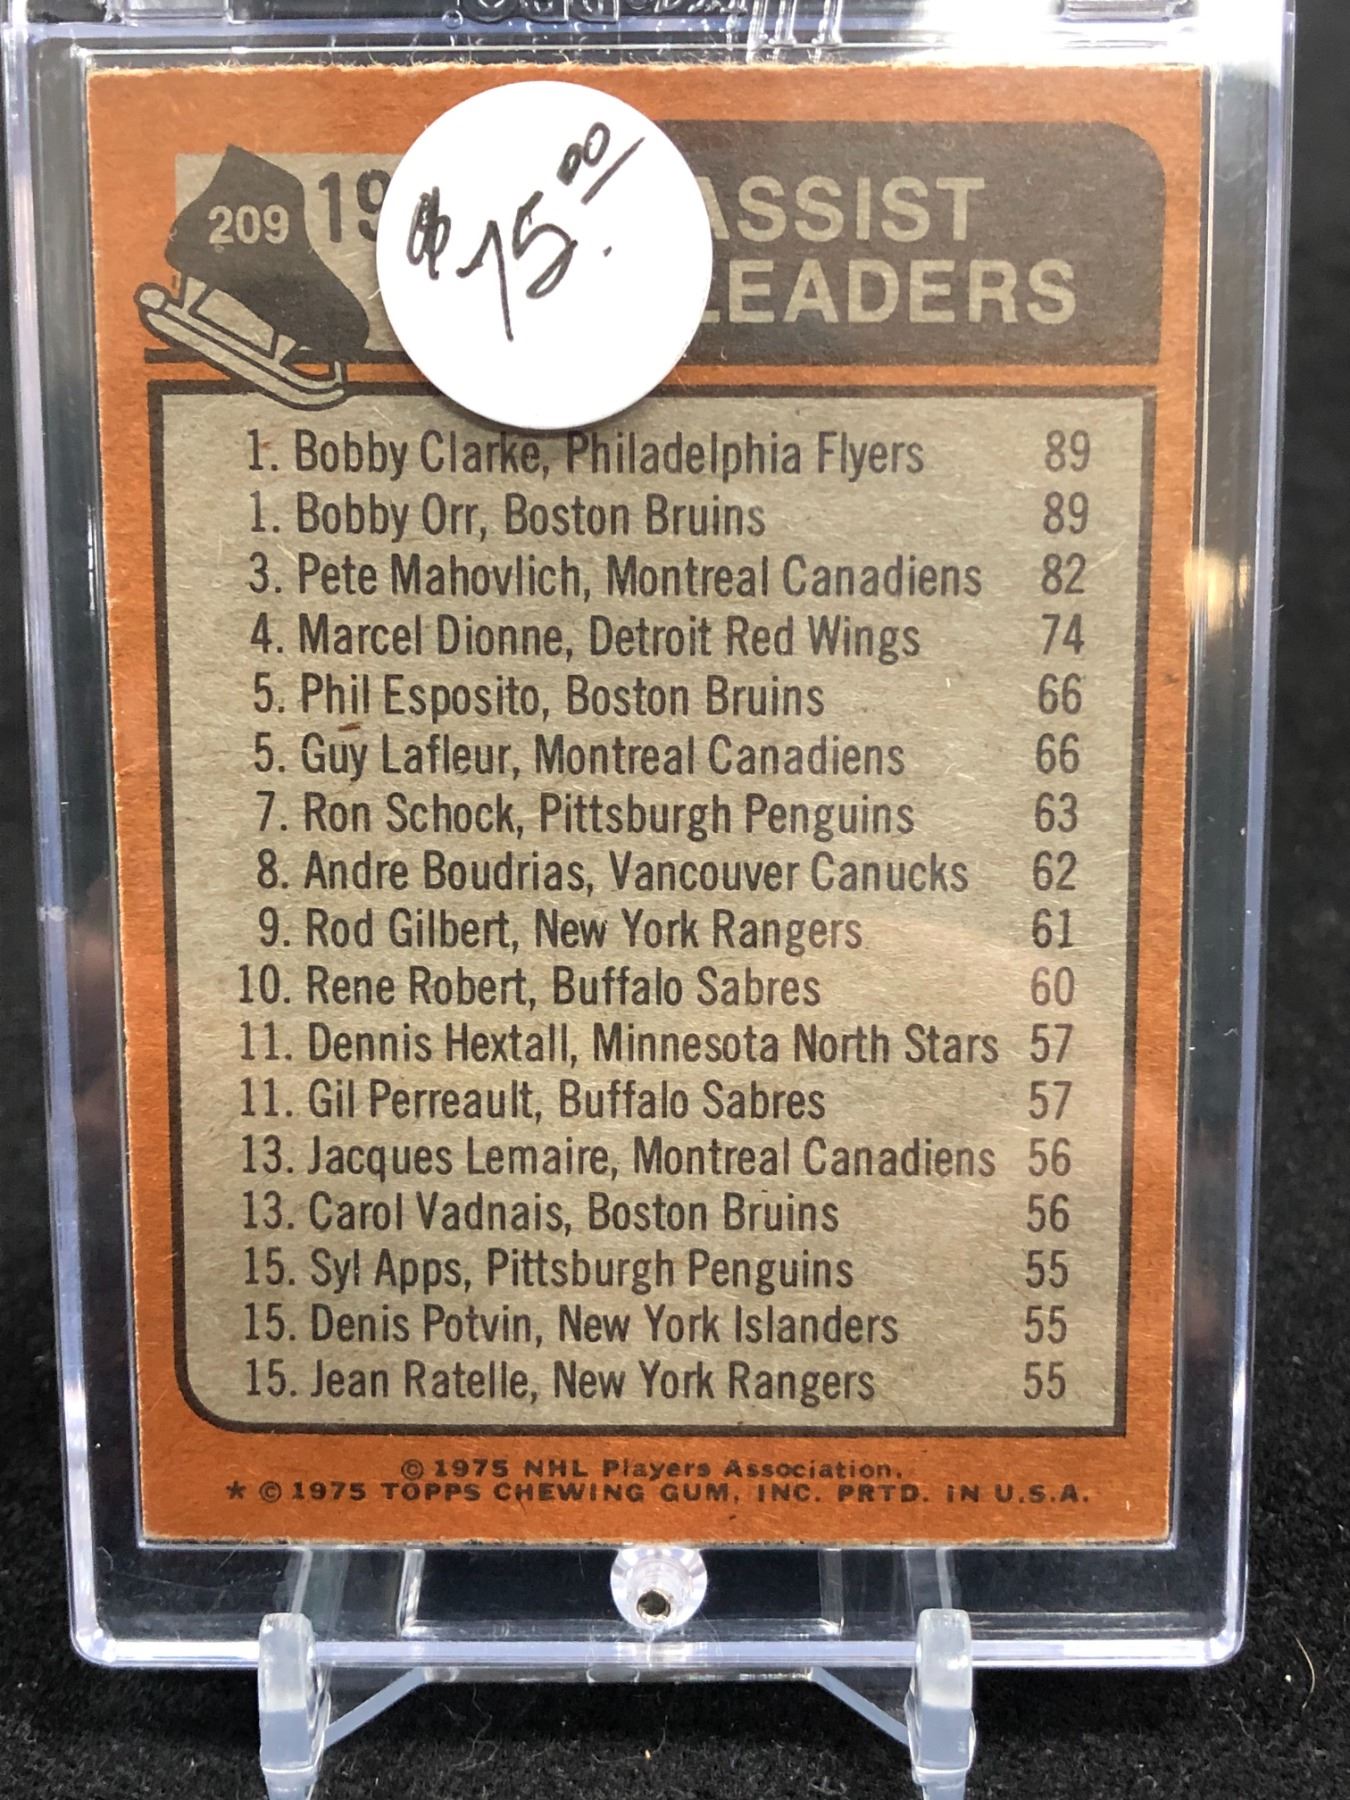 209 19
$75.00
ASSIST
LEADERS
1. Bobby Clarke, Philadelphia Flyers 89
1. Bobby Orr, Boston Bruins 89
3. Pete Mahovlich, Montreal Canadiens 82
4. Marcel Dionne, Detroit Red Wings 74
5. Phil Esposito, Boston Bruins 66
5. Guy Lafleur, Montreal Canadiens 66
7. Ron Schock, Pittsburgh Penguins 63
8. Andre Boudrias, Vancouver Canucks 62
9. Rod Gilbert, New York Rangers 61
10. Rene Robert, Buffalo Sabres 60
11. Dennis Hextall, Minnesota North Stars 57
11. Gil Perreault, Buffalo Sabres 57
13. Jacques Lemaire, Montreal Canadiens 56
13. Carol Vadnais, Boston Bruins 56
15. Syl Apps, Pittsburgh Penguins 55
15. Denis Potvin, New York Islanders 55
15. Jean Ratelle, New York Rangers 55
© 1975 NHL Players Association.
* © 1975 TOPPS CHEWING GUM, INC. PRTD. IN U.S.A.